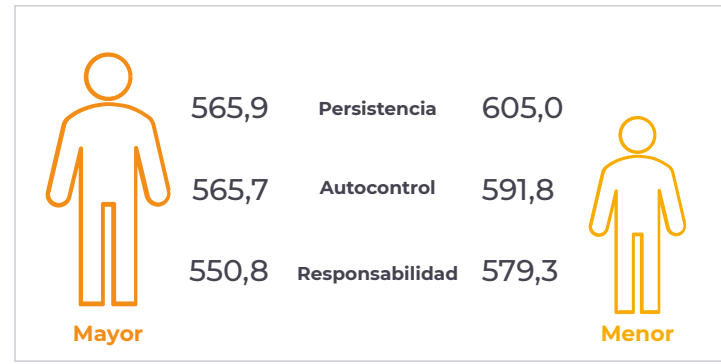 565,9 Persistencia 605,0
565,7 Autocontrol 591,8
550,8 Responsabilidad 579,3
Mayor Menor